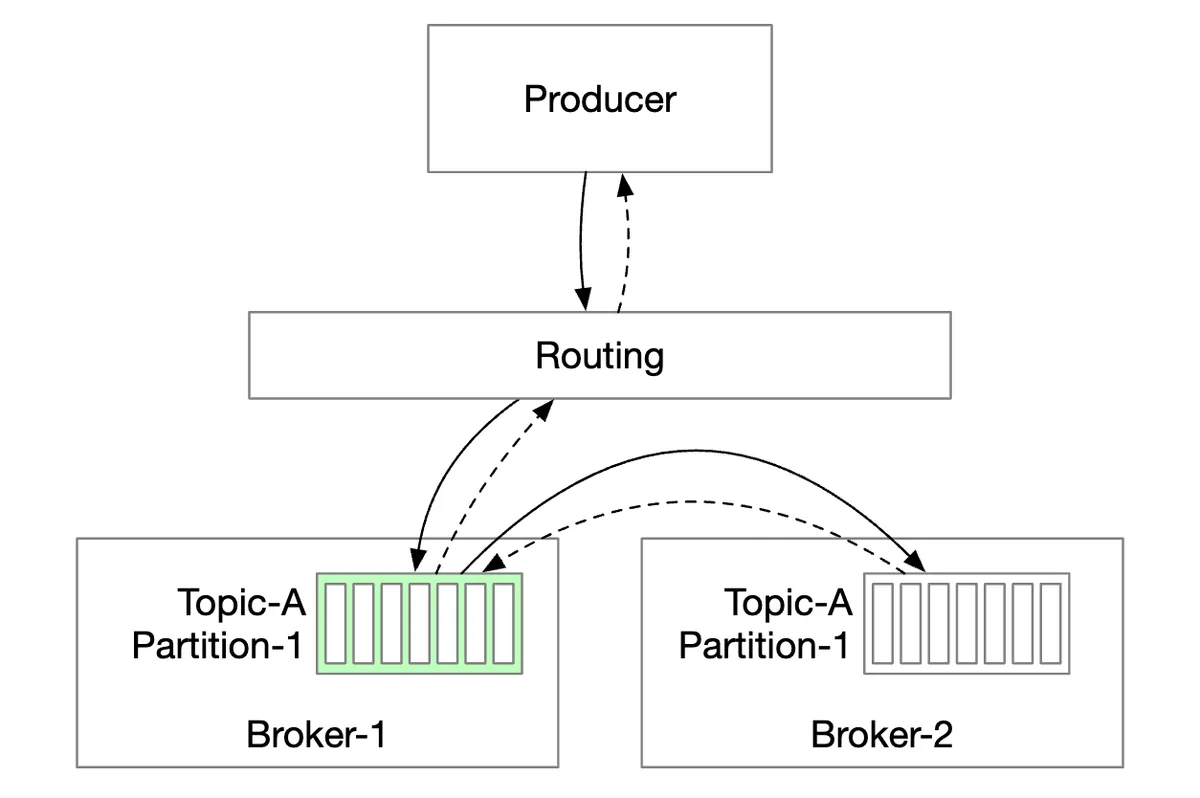 Producer
Routing
Topic-A
Partition-1
Broker-1
Topic-A
Partition-1
Broker-2